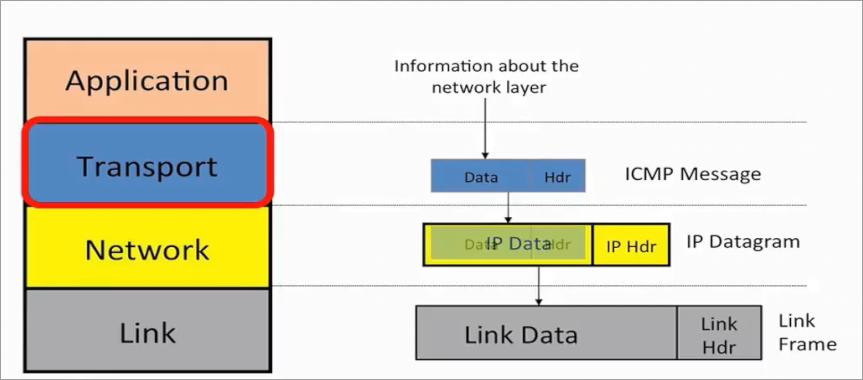 Application
Transport
Network
Link
Information about the
network layer
Data Hdr
ICMP Message
Data Hdr
IP Data
IP Hdr
IP Datagram
Link Data
Link
Hdr
Link
Frame